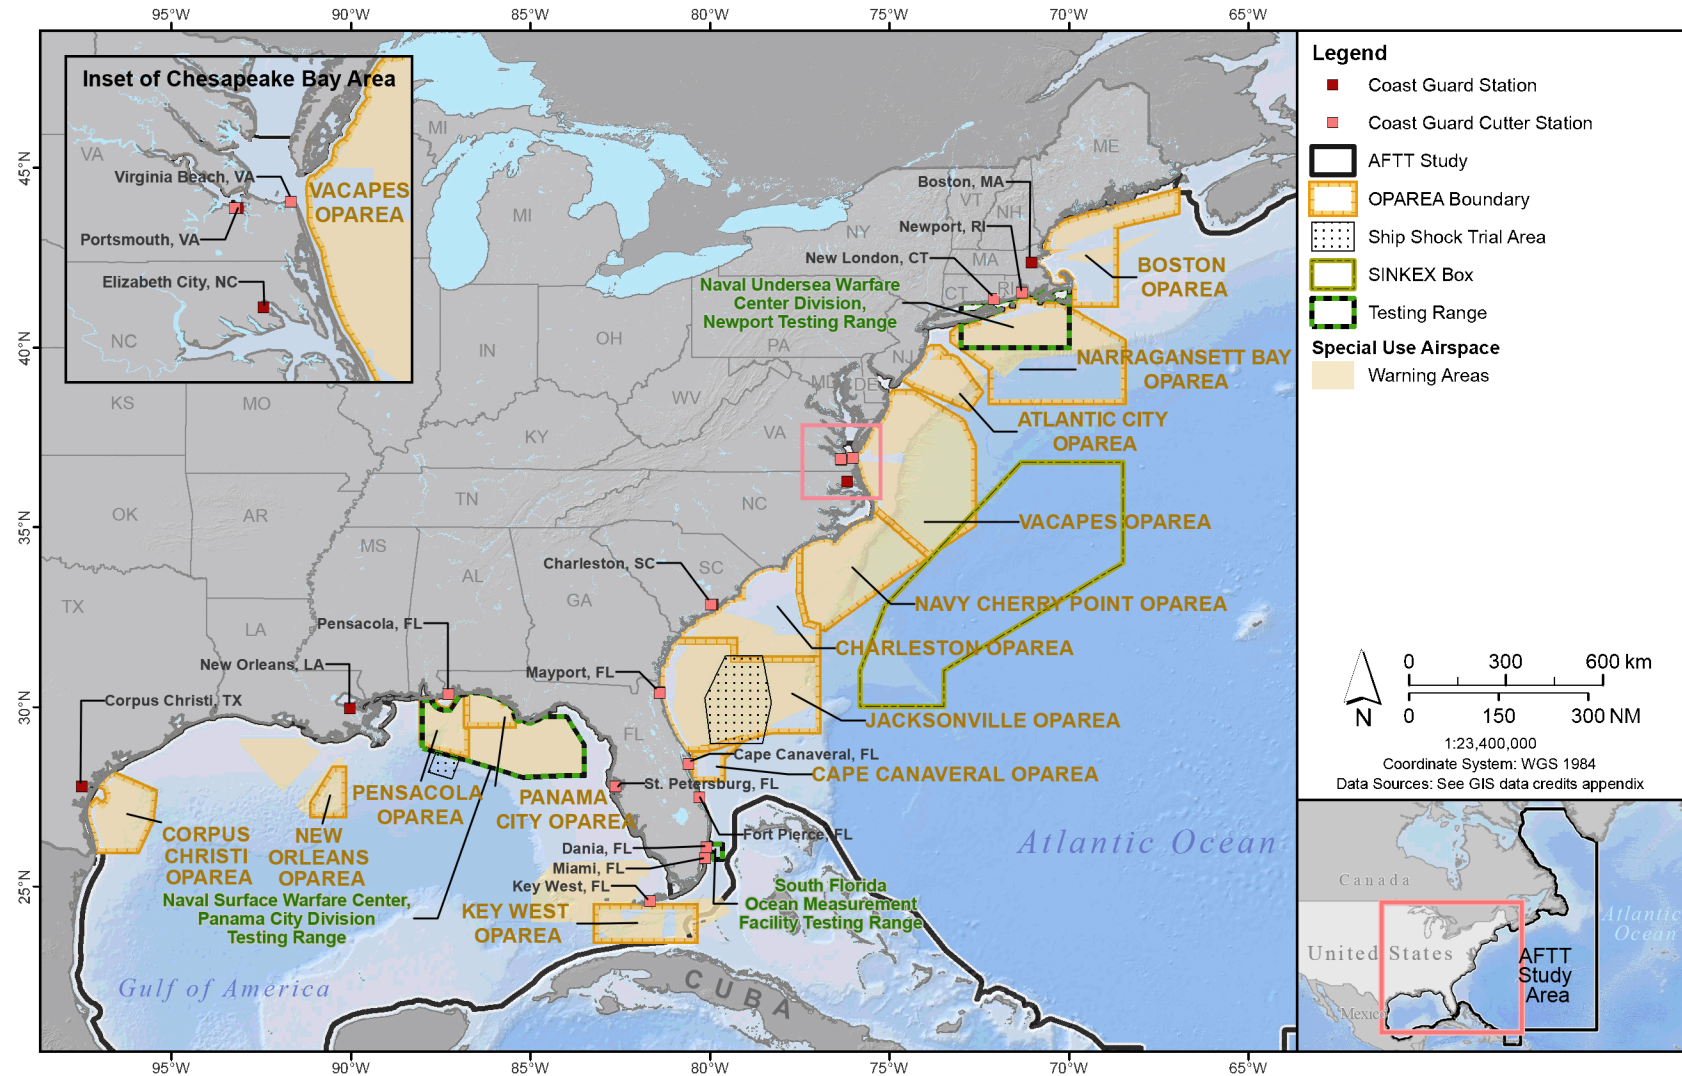 95°W
90°W
85°W
80°W
75°W
70°W
65°W
45°N
40°N
35°N
30°N
25°N
Inset of Chesapeake Bay Area
VA
Virginia Beach, VA
VACAPES
OPAREA
Portsmouth, VA
Elizabeth City, NC
NC
MI
MI
ME
VT
NH
NY
MA
CT
RI
PA
NJ
OH
IN
MD
DE
WV
VA
KS
MO
KY
TN
NC
OK
AR
MS
AL
GA
SC
TX
LA
FL
Boston, MA
Newport, RI
New London, CT
Naval Undersea Warfare
Center Division,
Newport Testing Range
BOSTON
OPAREA
NARRAGANSETT BAY
OPAREA
ATLANTIC CITY
OPAREA
VACAPES OPAREA
NAVY CHERRY POINT OPAREA
CHARLESTON OPAREA
JACKSONVILLE OPAREA
Charleston, SC
Pensacola, FL
New Orleans, LA
Mayport, FL
Corpus Christi, TX
Cape Canaveral, FL
CAPE CANAVERAL OPAREA
St. Petersburg, FL
PENSACOLA
OPAREA
PANAMA
CITY OPAREA
CORPUS
CHRISTI
OPAREA
NEW
ORLEANS
OPAREA
Fort Pierce, FL
Dania, FL
Miami, FL
Key West, FL
Naval Surface Warfare Center,
Panama City Division
Testing Range
KEY WEST
OPAREA
South Florida
Ocean Measurement
Facility Testing Range
Atlantic Ocean
Gulf of America
CUBA
95°W
90°W
85°W
80°W
75°W
70°W
65°W
Legend
Coast Guard Station
Coast Guard Cutter Station
AFTT Study
OPAREA Boundary
Ship Shock Trial Area
SINKEX Box
Testing Range
Special Use Airspace
Warning Areas
N
0 300 600 km
0 150 300 NM
1:23,400,000
Coordinate System: WGS 1984
Data Sources: See GIS data credits appendix
Canada
United States
Mexico
Atlantic
Ocean
AFTT
Study
Area